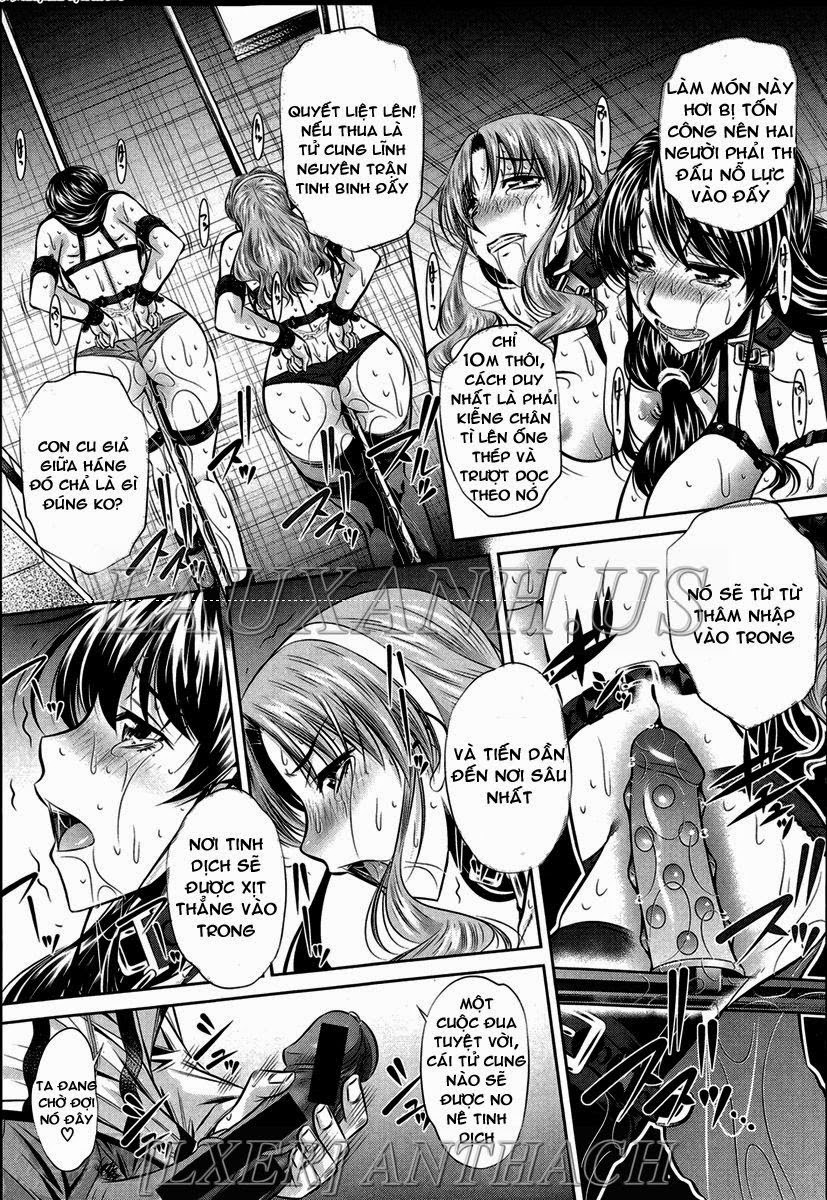 LÀM MÓN NÀY
HƠI BỊ TỐN
CÔNG NÊN HAI
NGƯỜI PHẢI THI
ĐẤU NỖ LỰC
VÀO ĐẤY
QUYẾT LIỆT LÊN!
NẾU THUA LÀ
TỬ CUNG LĨNH
NGUYÊN TRẬN
TINH BINH ĐẤY
CHỈ
10M THÔI,
CÁCH DUY
NHẤT LÀ PHẢI
KIỄNG CHÂN
TÌ LÊN ỐNG
THÉP VÀ
TRƯỢT DỌC
THEO NÓ
CON CU GIẢ
GIỮA HÁNG
ĐÓ CHẢ LÀ GÌ
ĐÚNG KO?
LAUXANH.US
NÓ SẼ TỪ TỪ
THÂM NHẬP
VÀO TRONG
VÀ TIẾN DẦN
ĐẾN NƠI SÂU
NHẤT
NƠI TINH
DỊCH SẼ
ĐƯỢC XỊT
THẲNG VÀO
TRONG
MỘT
CUỘC ĐUA
TUYỆT VỜI,
CÁI TỬ CUNG
NÀO SẼ
ĐƯỢC NO
NÊ TINH
DỊCH
TA ĐANG
CHỜ ĐỢI
NÓ ĐÂY
♡
[LXER] ANTHACH